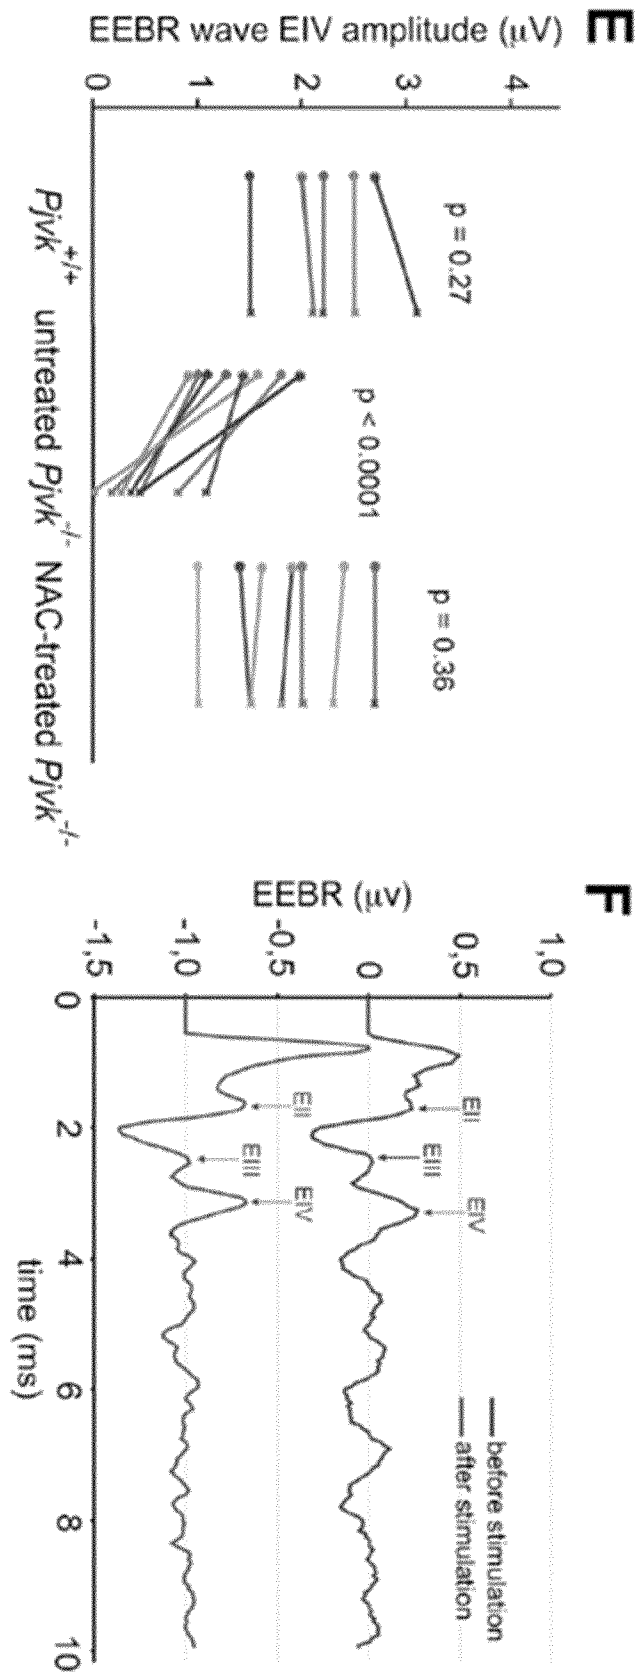 E
EEBR wave EIV amplitude (µV)
0
1
2
3
4
p = 0.27
p < 0.0001
p = 0.36
Pjvk+/+ untreated Pjvk-/- NAC-treated Pjvk-/-
F
EEBR (µv)
1,0
0,5
0
-0,5
-1,0
-1,5
before stimulation
after stimulation
EII
EIII
EIV
EII
EIII
EIV
0
2
4
6
8
10
time (ms)